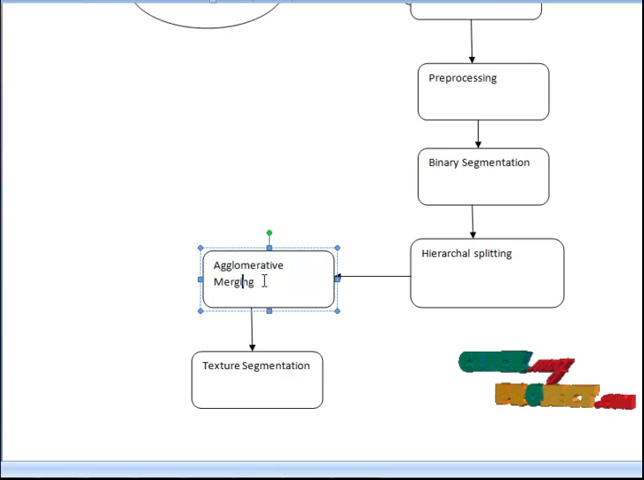 Preprocessing
Binary Segmentation
Hierarchal splitting
Agglomerative
Merging
Texture Segmentation